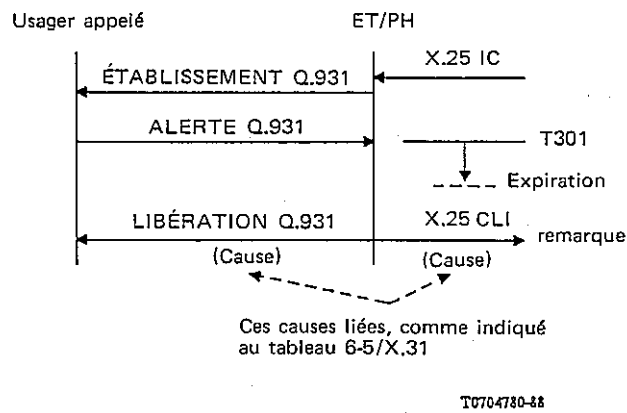 Usager appelé ET/PH
X.25 IC
ÉTABLISSEMENT Q.931
ALERTE Q.931
T301
Expiration
LIBÉRATION Q.931 X.25 CLI remarque
(Cause) (Cause)
Ces causes liées, comme indiqué
au tableau 6-5/X.31
T0704780-88